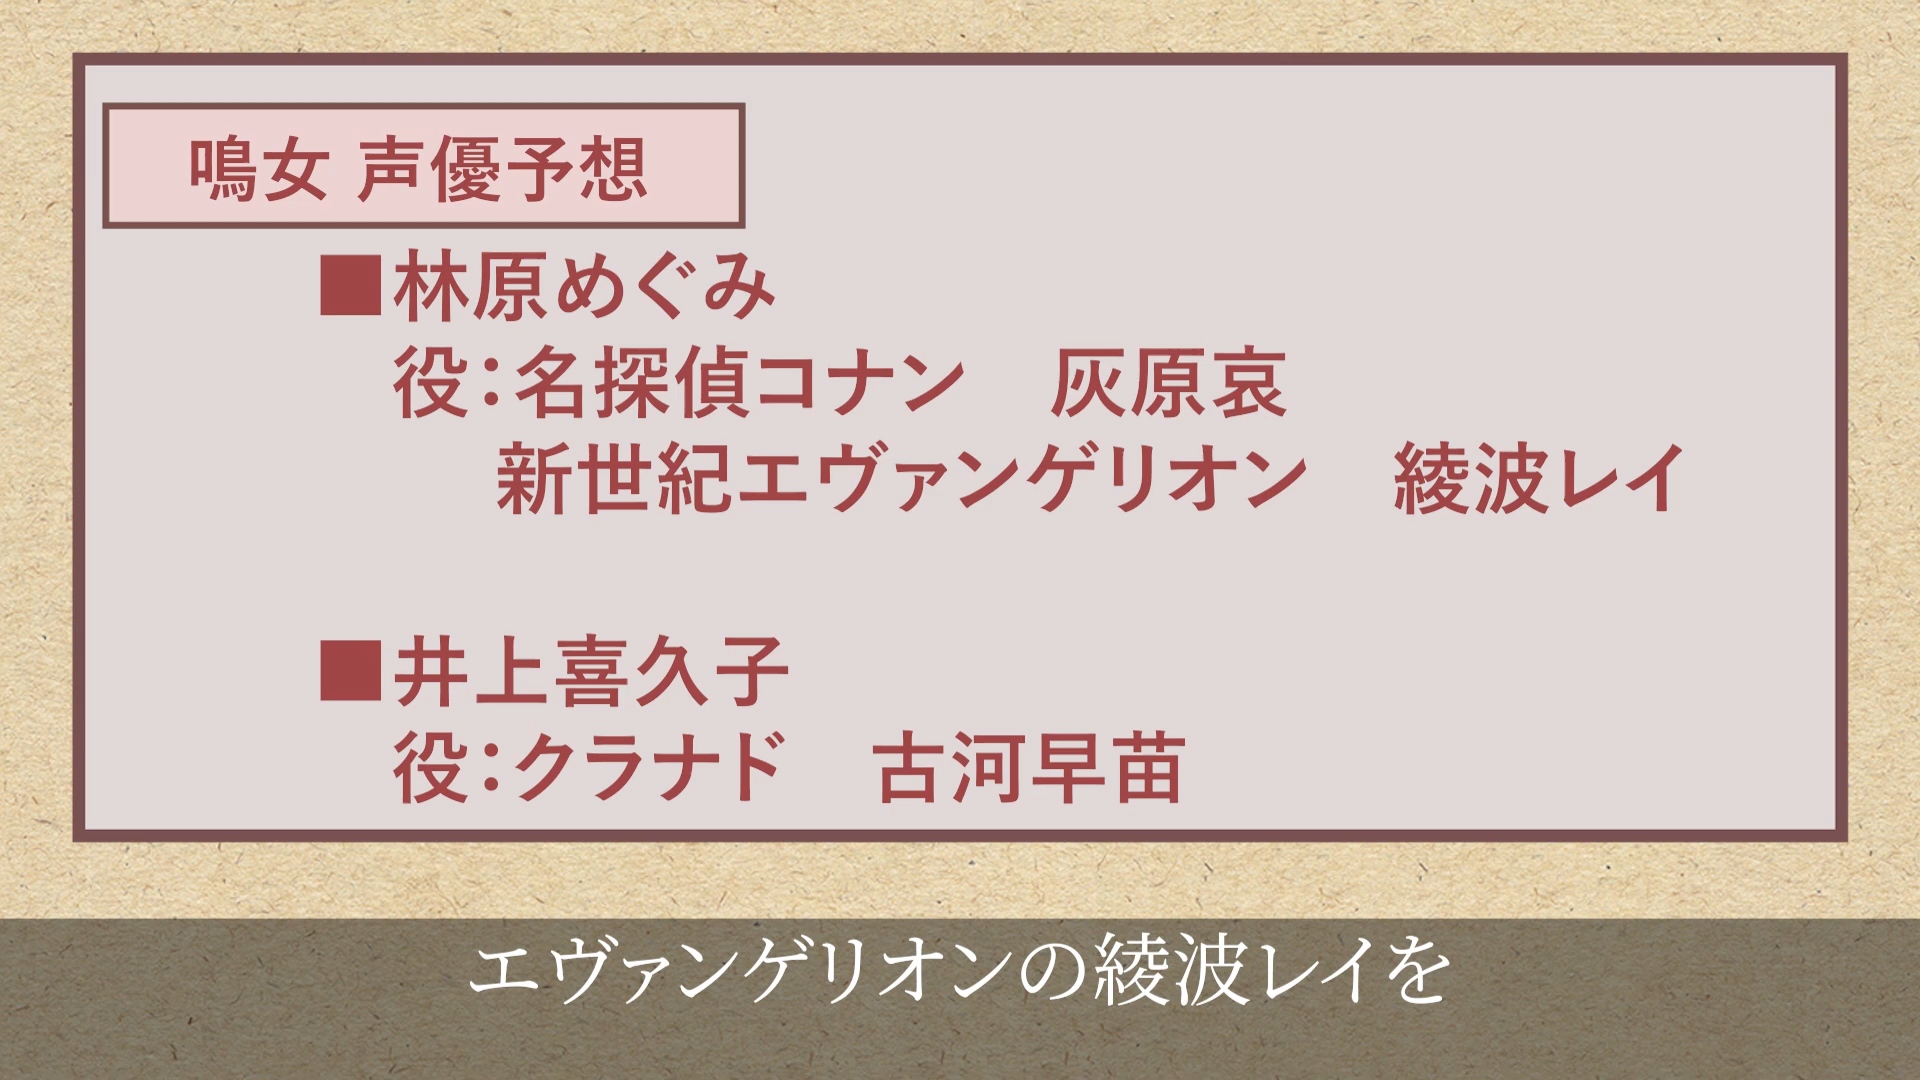 鳴女 声優予想
■林原めぐみ
役：名探偵コナン　灰原哀
新世紀エヴァンゲリオン　綾波レイ
■井上喜久子
役：クラナド　古河早苗
エヴァンゲリオンの綾波レイを